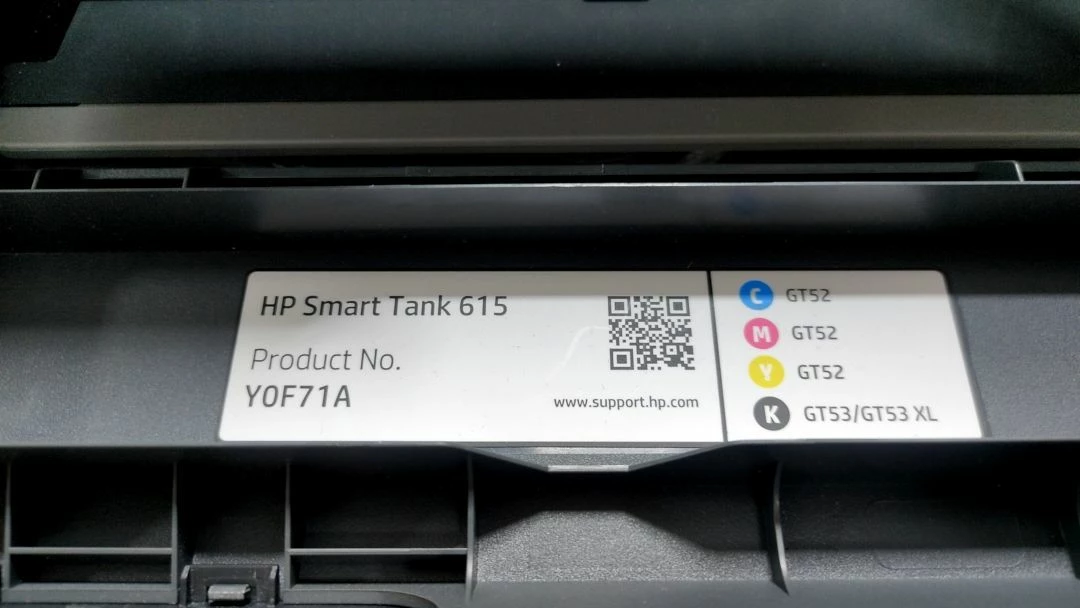 HP Smart Tank 615
Product No.
Y0F71A
www.support.hp.com
C GT52
M GT52
Y GT52
K GT53/GT53 XL